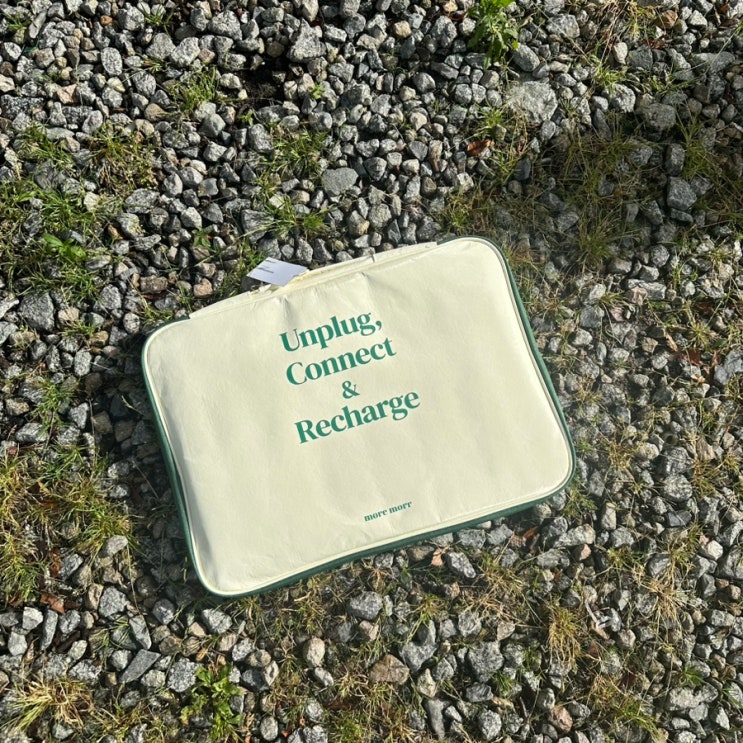 Unplug,
Connect
&
Recharge
more morr